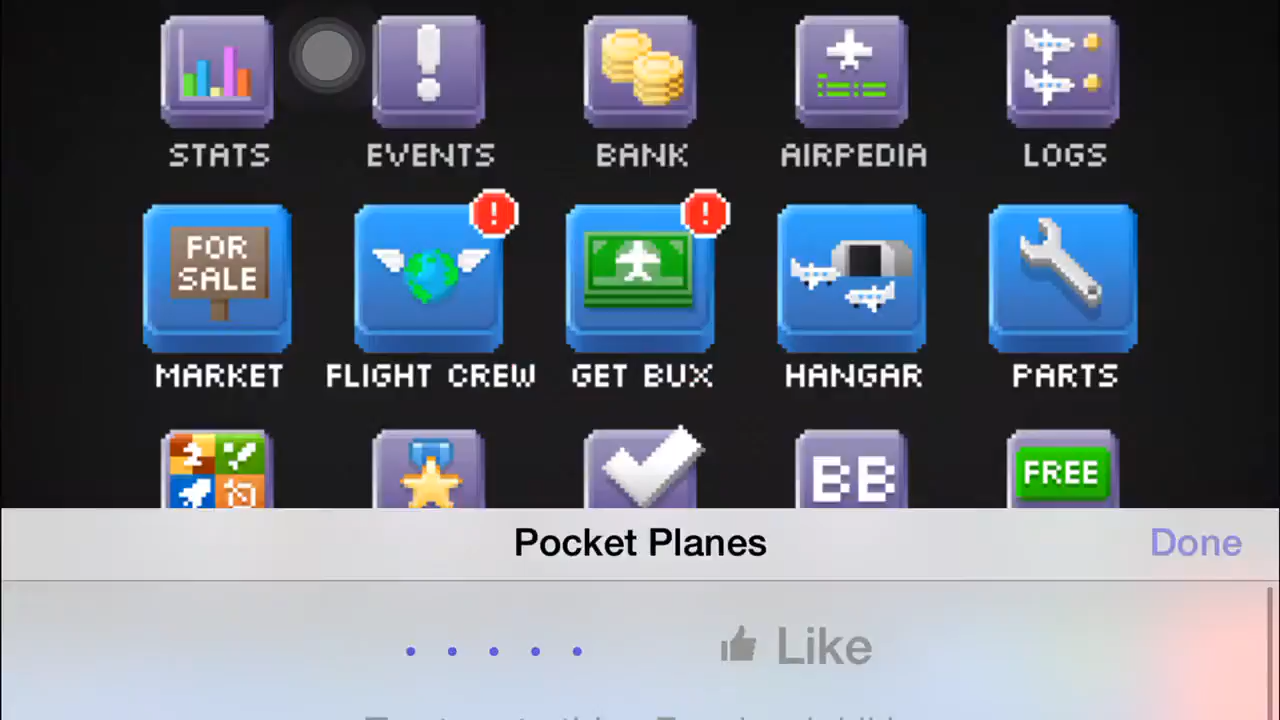 STATS EVENTS BANK AIRPEDIA LOGS
FOR
SALE
MARKET FLIGHT CREW GET BUX HANGAR PARTS
2 BB FREE
Pocket Planes Done
Like